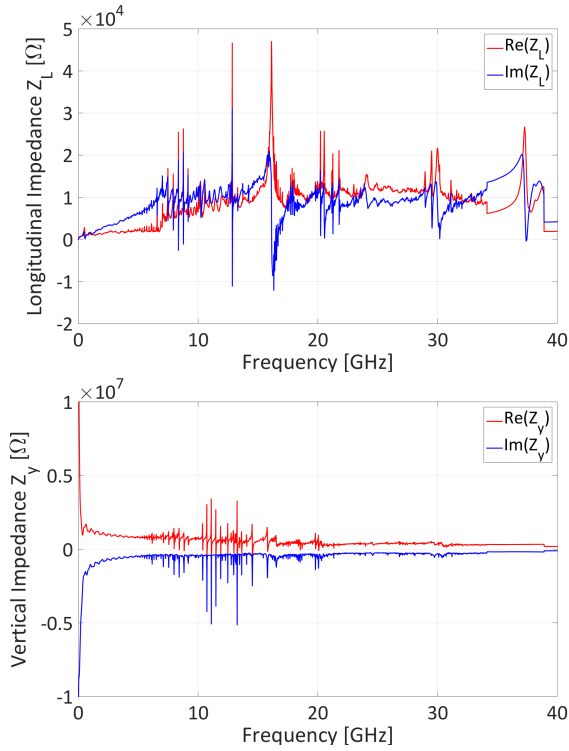 ×10⁴
5
4
3
2
1
0
-1
-2
Longitudinal Impedance Z_L [Ω]
Re(Z_L)
Im(Z_L)
0 10 20 30 40
Frequency [GHz]
×10⁷
1
0.5
0
-0.5
-1
Vertical Impedance Z_y [Ω]
Re(Z_y)
Im(Z_y)
0 10 20 30 40
Frequency [GHz]